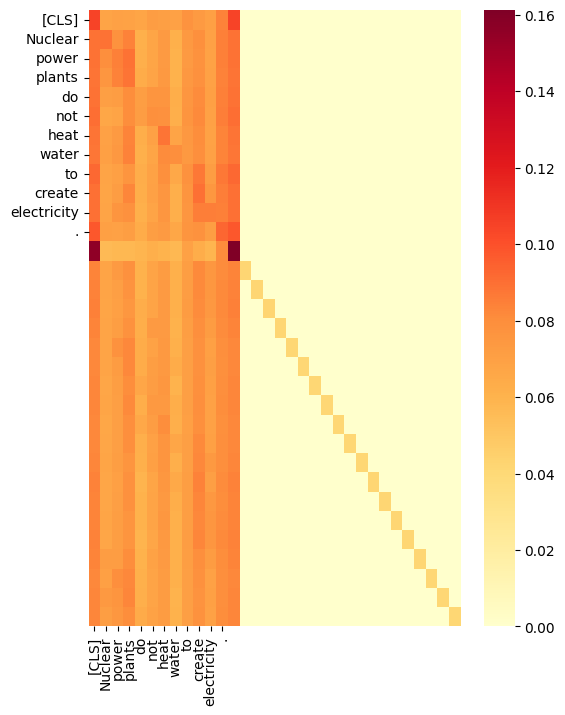 [CLS]
Nuclear
power
plants
do
not
heat
water
to
create
electricity
.
0.16
0.14
0.12
0.10
0.08
0.06
0.04
0.02
0.00
[CLS]
Nuclear
power
plants
do
not
heat
water
to
create
electricity
.